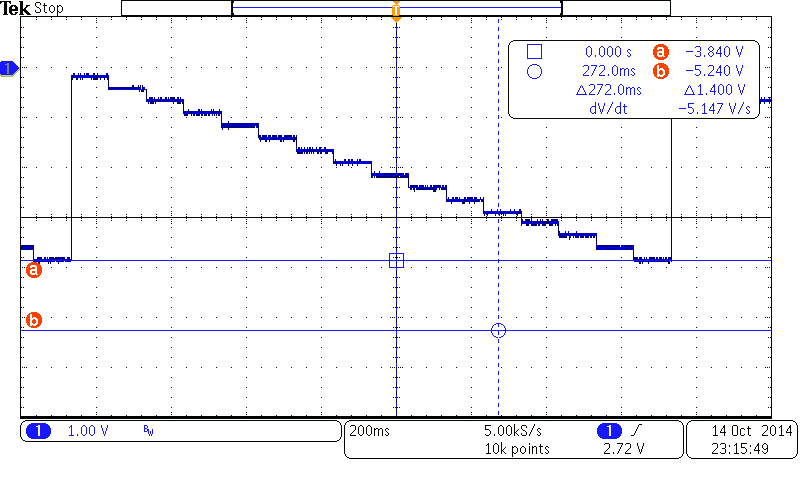 Tek Stop
T
1
0.000 s a −3.840 V
272.0ms b −5.240 V
Δ272.0ms Δ1.400 V
dV/dt −5.147 V/s
a
b
1 1.00 V BW
200ms 5.00kS/s 1
10k points 2.72 V
14 Oct 2014
23:15:49